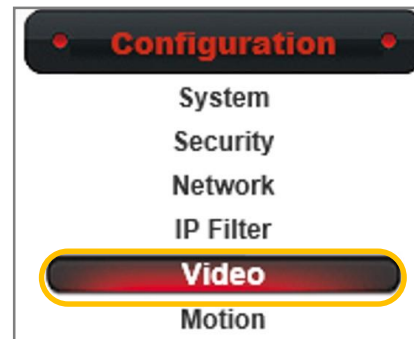 Configuration
System
Security
Network
IP Filter
Video
Motion